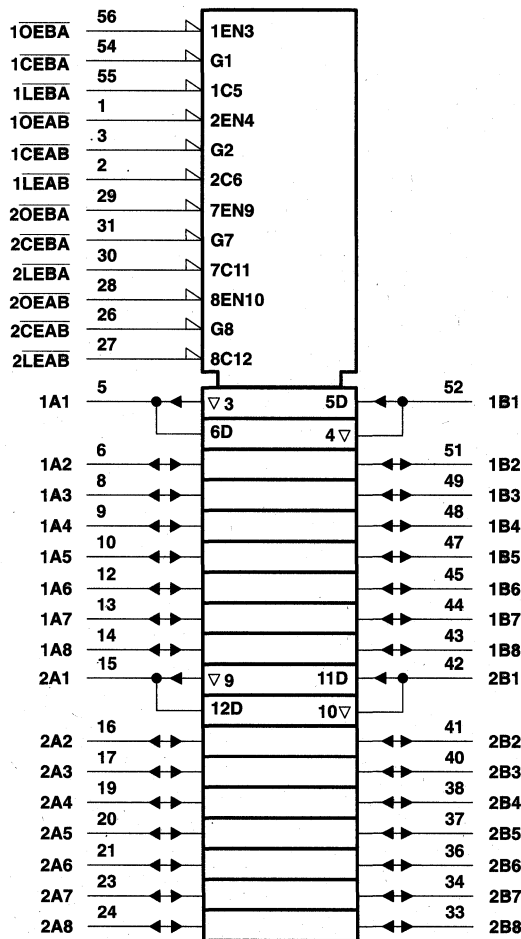 1OEBA 56 1EN3
1CEBA 54 G1
1LEBA 55 1C5
1OEAB 1 2EN4
1CEAB 3 G2
1LEAB 2 2C6
2OEBA 29 7EN9
2CEBA 31 G7
2LEBA 30 7C11
2OEAB 28 8EN10
2CEAB 26 G8
2LEAB 27 8C12
1A1 5 ▽ 3 5D 52 1B1
6D 4 ▽
1A2 6 51 1B2
1A3 8 49 1B3
1A4 9 48 1B4
1A5 10 47 1B5
1A6 12 45 1B6
1A7 13 44 1B7
1A8 14 43 1B8
2A1 15 ▽ 9 11D 42 2B1
12D 10 ▽
2A2 16 41 2B2
2A3 17 40 2B3
2A4 19 38 2B4
2A5 20 37 2B5
2A6 21 36 2B6
2A7 23 34 2B7
2A8 24 33 2B8